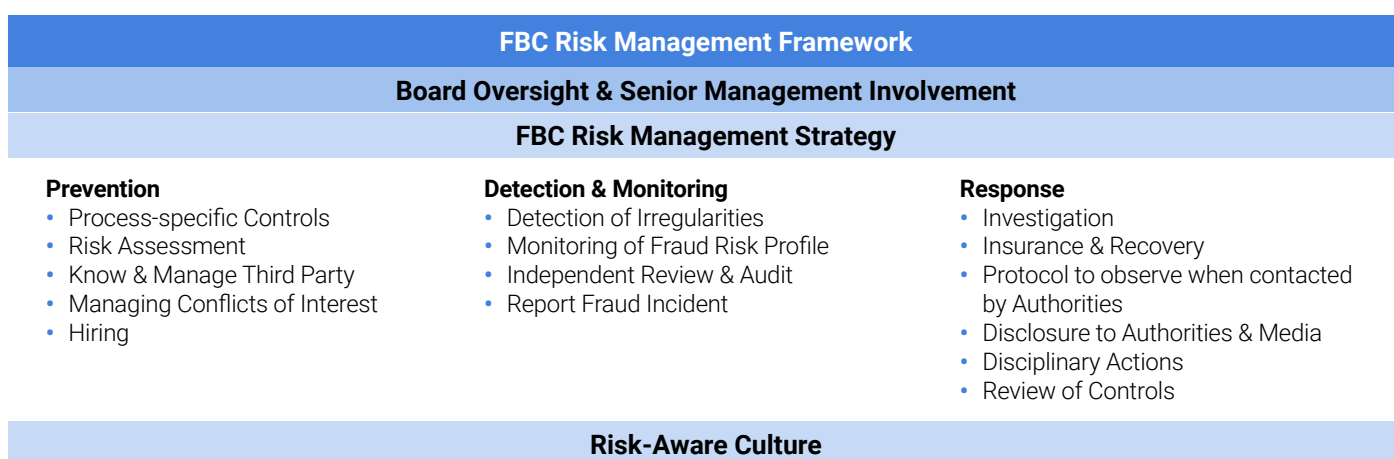 FBC Risk Management Framework
Board Oversight & Senior Management Involvement
FBC Risk Management Strategy
Prevention
• Process-specific Controls
• Risk Assessment
• Know & Manage Third Party
• Managing Conflicts of Interest
• Hiring
Detection & Monitoring
• Detection of Irregularities
• Monitoring of Fraud Risk Profile
• Independent Review & Audit
• Report Fraud Incident
Response
• Investigation
• Insurance & Recovery
• Protocol to observe when contacted
by Authorities
• Disclosure to Authorities & Media
• Disciplinary Actions
• Review of Controls
Risk-Aware Culture